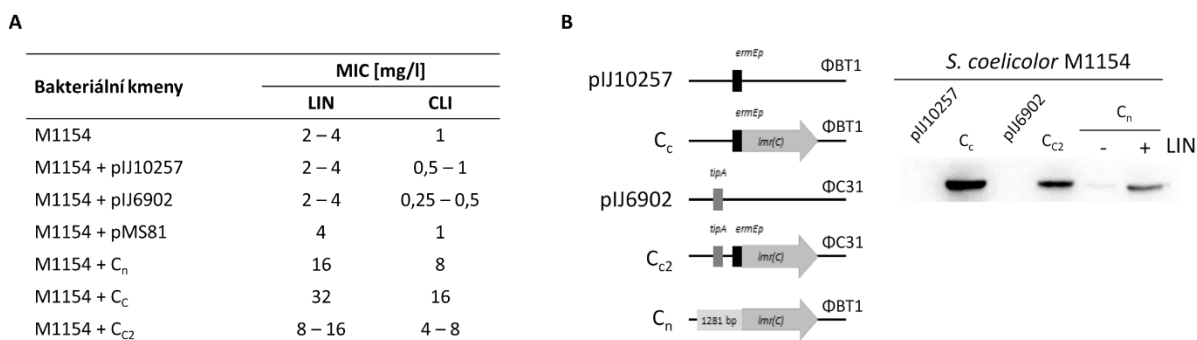 A
Bakteriální kmeny MIC [mg/l]
LIN CLI
M1154 2 – 4 1
M1154 + pIJ10257 2 – 4 0,5 – 1
M1154 + pIJ6902 2 – 4 0,25 – 0,5
M1154 + pMS81 4 1
M1154 + Cn 16 8
M1154 + CC 32 16
M1154 + CC2 8 – 16 4 – 8
B
ermEp
pIJ10257 ΦBT1
ermEp
Cc lmr(C) ΦBT1
tipA
pIJ6902 ΦC31
tipA ermEp
Cc2 lmr(C) ΦC31
Cn 1281 bp lmr(C) ΦBT1
S. coelicolor M1154
pIJ10257 Cc pIJ6902 CC2 Cn
- + LIN